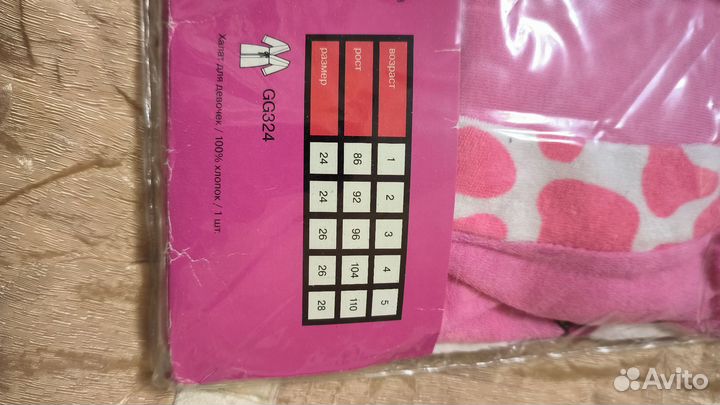 возраст 1 2 3 4 5
рост 86 92 96 104 110
размер 24 24 26 26 28
GG324
Халат для девочек / 100% хлопок / 1 шт.
Avito